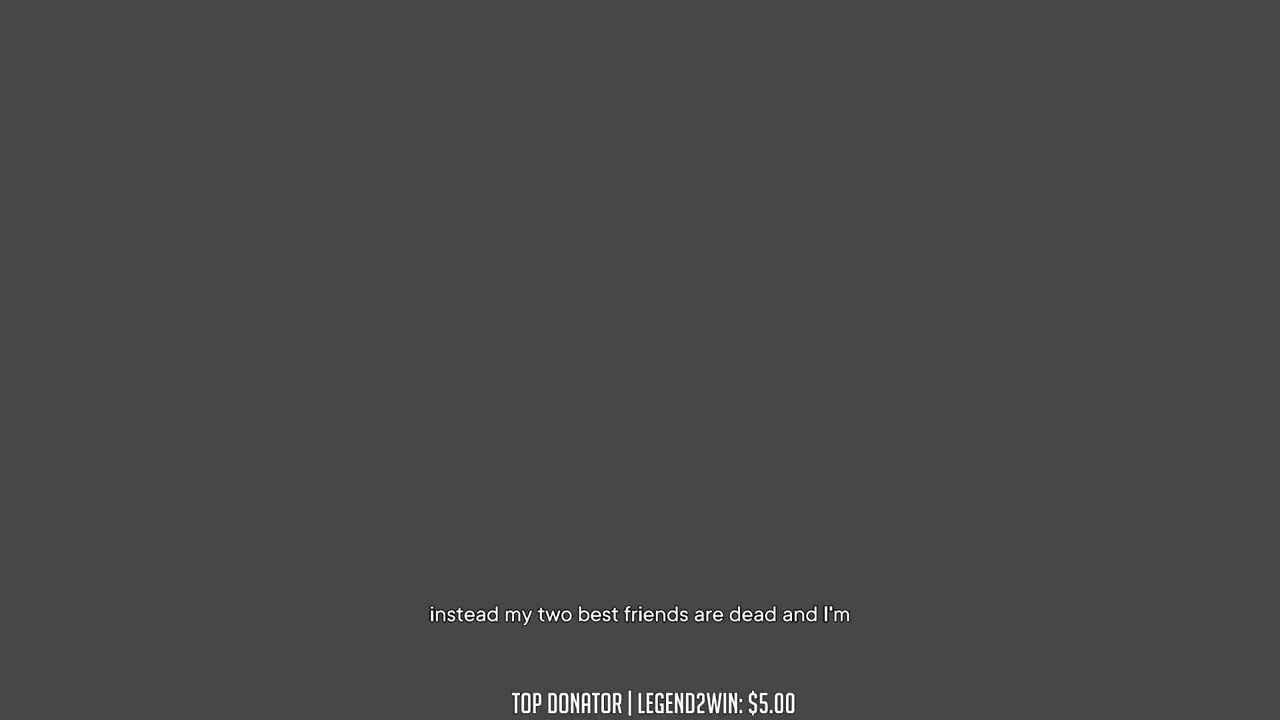 instead my two best friends are dead and I'm
TOP DONATOR | LEGEND2WIN: $5.00